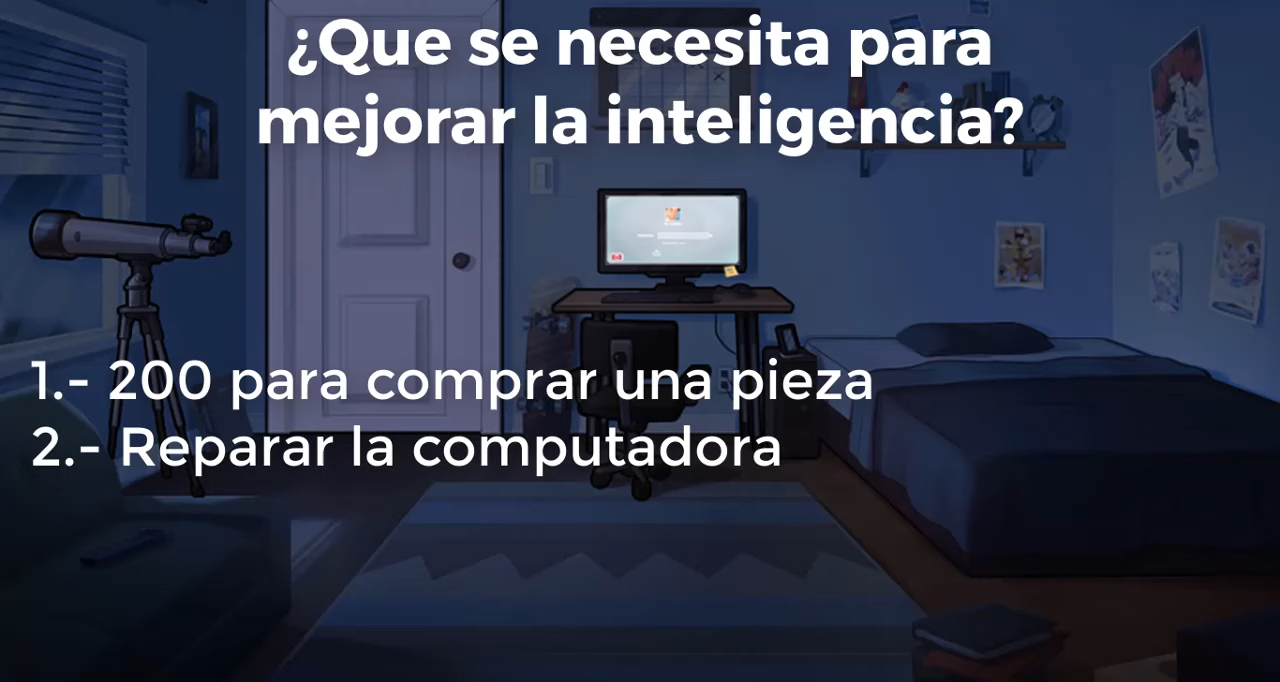 ¿Que se necesita para
mejorar la inteligencia?
1.- 200 para comprar una pieza
2.- Reparar la computadora